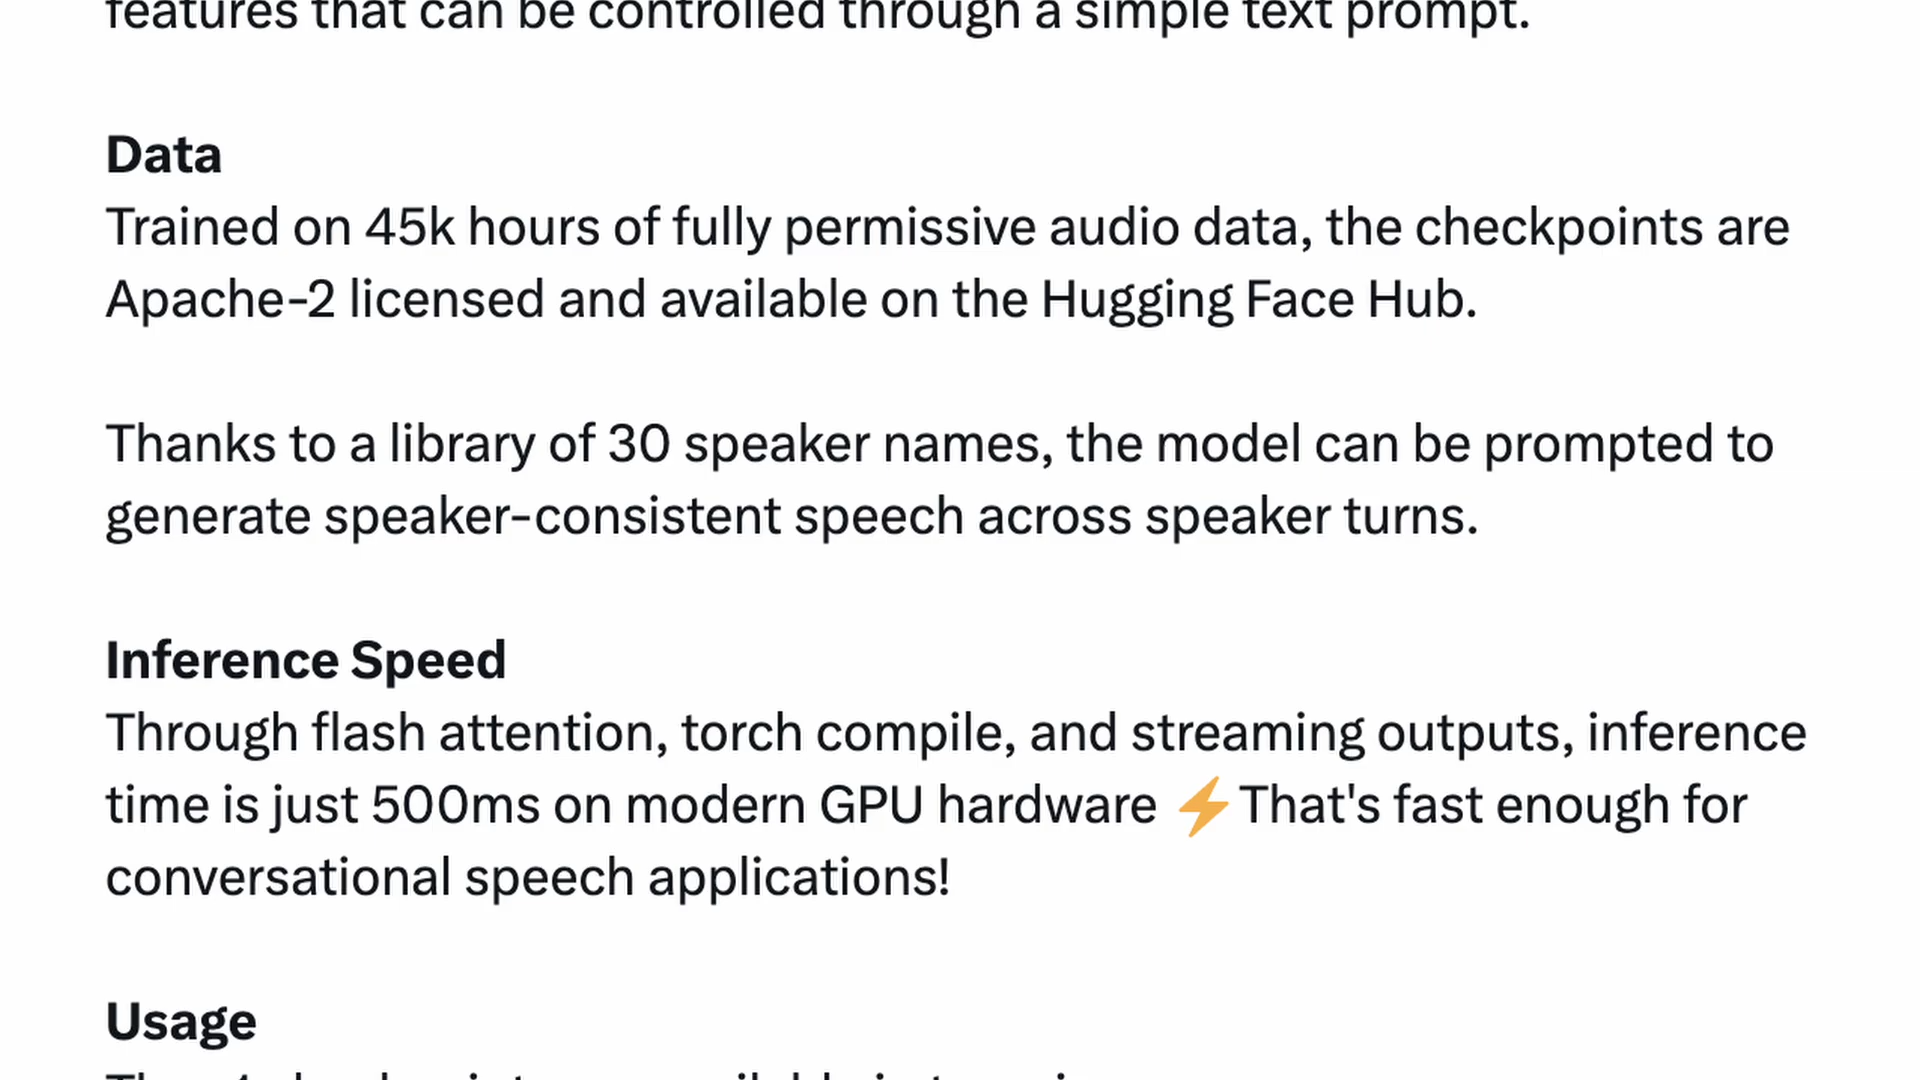 features that can be controlled through a simple text prompt.
Data
Trained on 45k hours of fully permissive audio data, the checkpoints are
Apache-2 licensed and available on the Hugging Face Hub.
Thanks to a library of 30 speaker names, the model can be prompted to
generate speaker-consistent speech across speaker turns.
Inference Speed
Through flash attention, torch compile, and streaming outputs, inference
time is just 500ms on modern GPU hardware ⚡That's fast enough for
conversational speech applications!
Usage